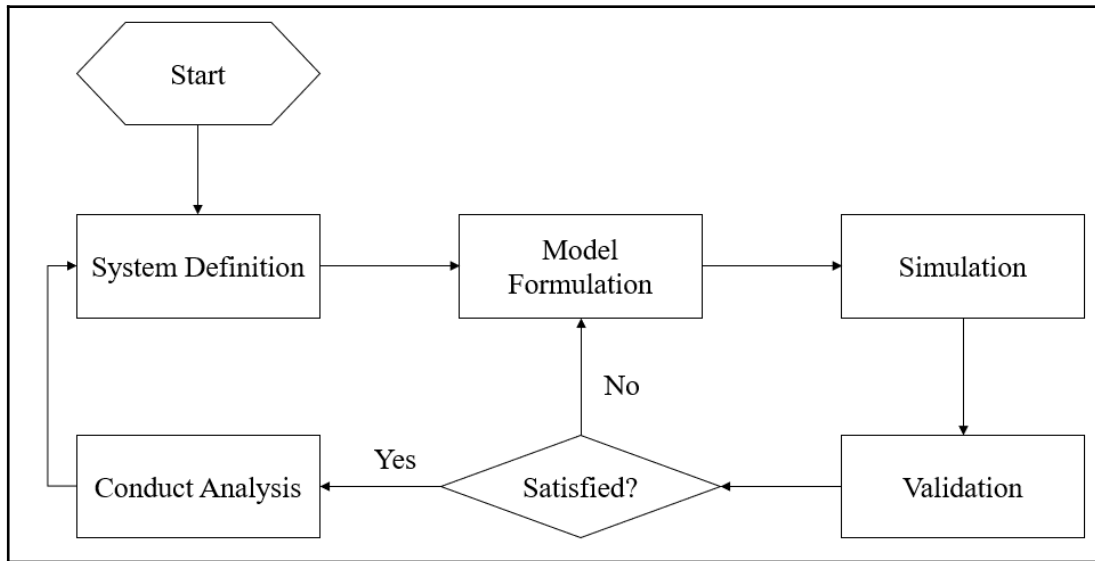 Start
System Definition
Model
Formulation
Simulation
No
Yes
Conduct Analysis
Satisfied?
Validation